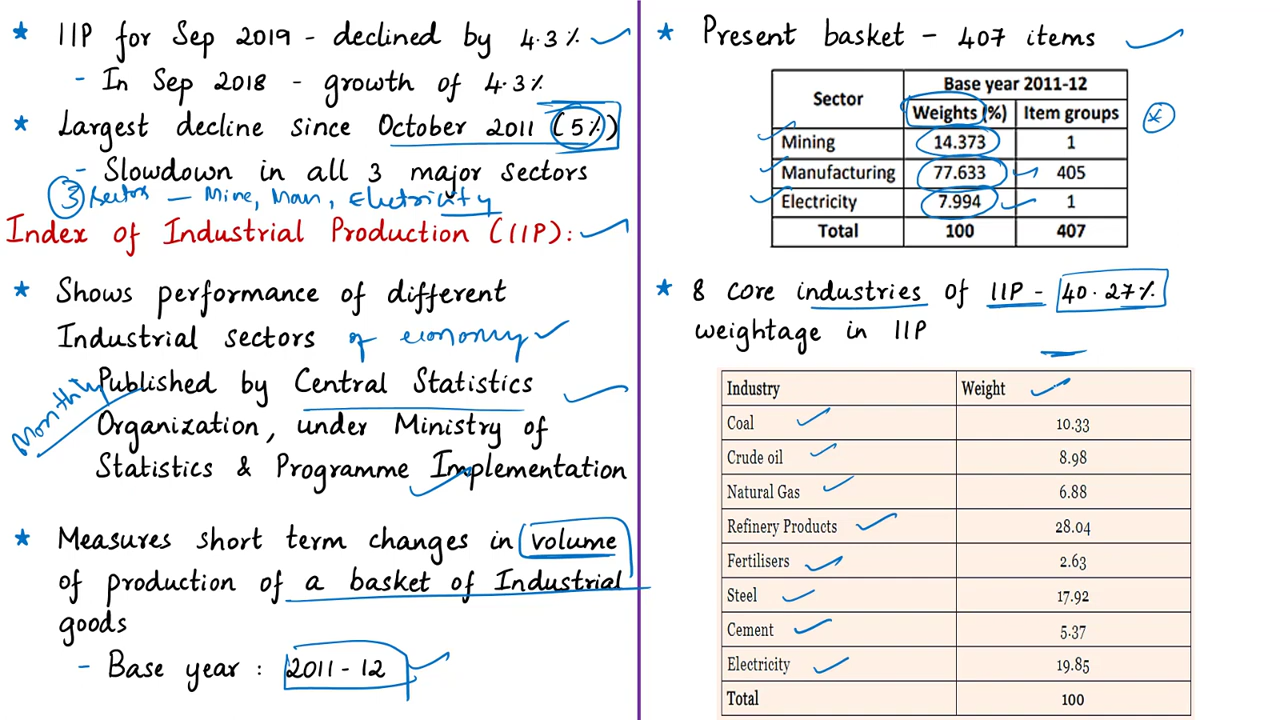 * IIP for Sep 2019 - declined by 4.3%
- In Sep 2018 - growth of 4.3%
* Largest decline since October 2011 (5%)
- Slowdown in all 3 major sectors
3 Sectors - Mine, Man, Electricity
Index of Industrial Production (IIP):
* Shows performance of different
Industrial sectors of economy
Monthly
Published by Central Statistics
Organization, under Ministry of
Statistics & Programme Implementation
* Measures short term changes in volume
of production of a basket of Industrial
goods
- Base year : 2011-12
* Present basket - 407 items
Sector Base year 2011-12
Weights (%) Item groups
Mining 14.373 1
Manufacturing 77.633 405
Electricity 7.994 1
Total 100 407
* 8 core industries of IIP - 40.27%
weightage in IIP
Industry Weight
Coal 10.33
Crude oil 8.98
Natural Gas 6.88
Refinery Products 28.04
Fertilisers 2.63
Steel 17.92
Cement 5.37
Electricity 19.85
Total 100